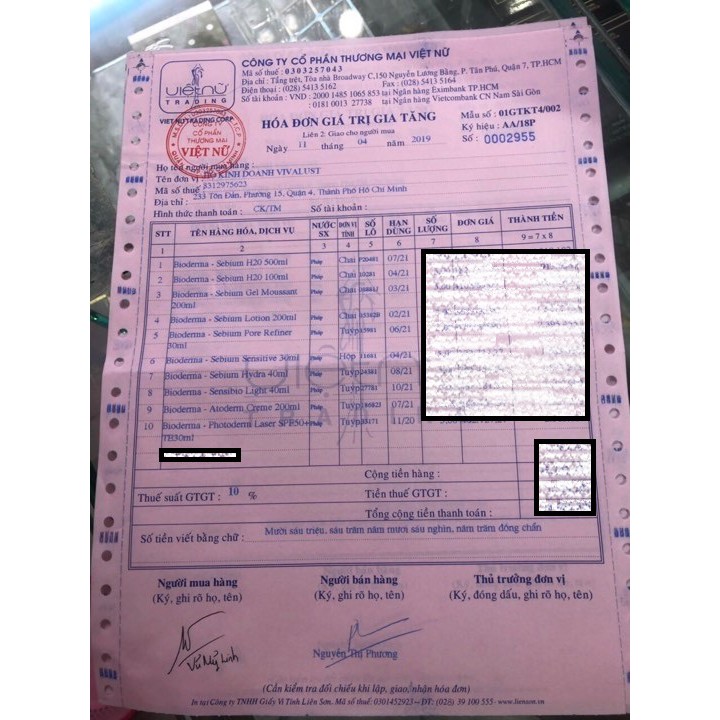 CÔNG TY CỔ PHẦN THƯƠNG MẠI VIỆT NỮ
Mã số thuế : 0303257043
Địa chỉ : Tầng trệt, Tòa nhà Broadway C,150 Nguyễn Lương Bằng, P. Tân Phú, Quận 7, TP.HCM
Điện thoại : (028) 5413 5162 Fax : (028) 5413 5164
Số tài khoản : VND : 2000 1485 1065 853 tại Ngân hàng Eximbank TP.HCM
: 0181 0013 27738 tại Ngân hàng Vietcombank CN Nam Sài Gòn
việt nữ
TRADING
VIET NU TRADING CORP.
CÔNG TY
CỔ PHẦN
THƯƠNG MẠI
VIỆT NỮ
HÓA ĐƠN GIÁ TRỊ GIA TĂNG
Liên 2: Giao cho người mua
Ngày 11 tháng 04 năm 2019
Mẫu số : 01GTKT4/002
Ký hiệu : AA/18P
Số : 0002955
Họ tên người mua hàng :
Tên đơn vị : HỘ KINH DOANH VIVALUST
Mã số thuế : 8312975623
Địa chỉ : 233 Tôn Đản, Phường 15, Quận 4, Thành Phố Hồ Chí Minh
Hình thức thanh toán : CK/TM Số tài khoản :
STT TÊN HÀNG HÓA, DỊCH VỤ NƯỚC SX ĐƠN VỊ TÍNH SỐ LÔ HẠN DÙNG SỐ LƯỢNG ĐƠN GIÁ THÀNH TIỀN
1 2 3 4 5 6 7 8 9 = 7 x 8
1 Bioderma - Sebium H20 500ml Pháp Chai 07/21
2 Bioderma - Sebium H20 100ml Pháp Chai 04/21
3 Bioderma - Sebium Gel Moussant 200ml Pháp Chai 03/21
4 Bioderma - Sebium Lotion 200ml Pháp Chai 02/21
5 Bioderma - Sebium Pore Refiner 30ml Pháp Tuýp 06/21
6 Bioderma - Sebium Sensitive 30ml Pháp Hộp 04/21
7 Bioderma - Sebium Hydra 40ml Pháp Tuýp 08/21
8 Bioderma - Sensibio Light 40ml Pháp Tuýp 10/21
9 Bioderma - Atoderm Creme 200ml Pháp Tuýp 07/21
10 Bioderma - Photoderm Laser SPF50+ TB30ml Pháp Tuýp 11/20
Cộng tiền hàng :
Thuế suất GTGT : 10 % Tiền thuế GTGT :
Tổng cộng tiền thanh toán :
Số tiền viết bằng chữ : Mười sáu triệu, sáu trăm năm mươi sáu nghìn, năm trăm đồng chẵn
Người mua hàng Người bán hàng Thủ trưởng đơn vị
(Ký, ghi rõ họ, tên) (Ký, ghi rõ họ, tên) (Ký, đóng dấu, ghi rõ họ, tên)
Vũ Mỹ Linh
Nguyễn Thị Phương
(Cần kiểm tra đối chiếu khi lập, giao, nhận hóa đơn)
In tại Công ty TNHH Giấy Vi Tính Liên Sơn. Mã số thuế: 0301452923 – ĐT: (028) 39 100 555 - www.lienson.vn